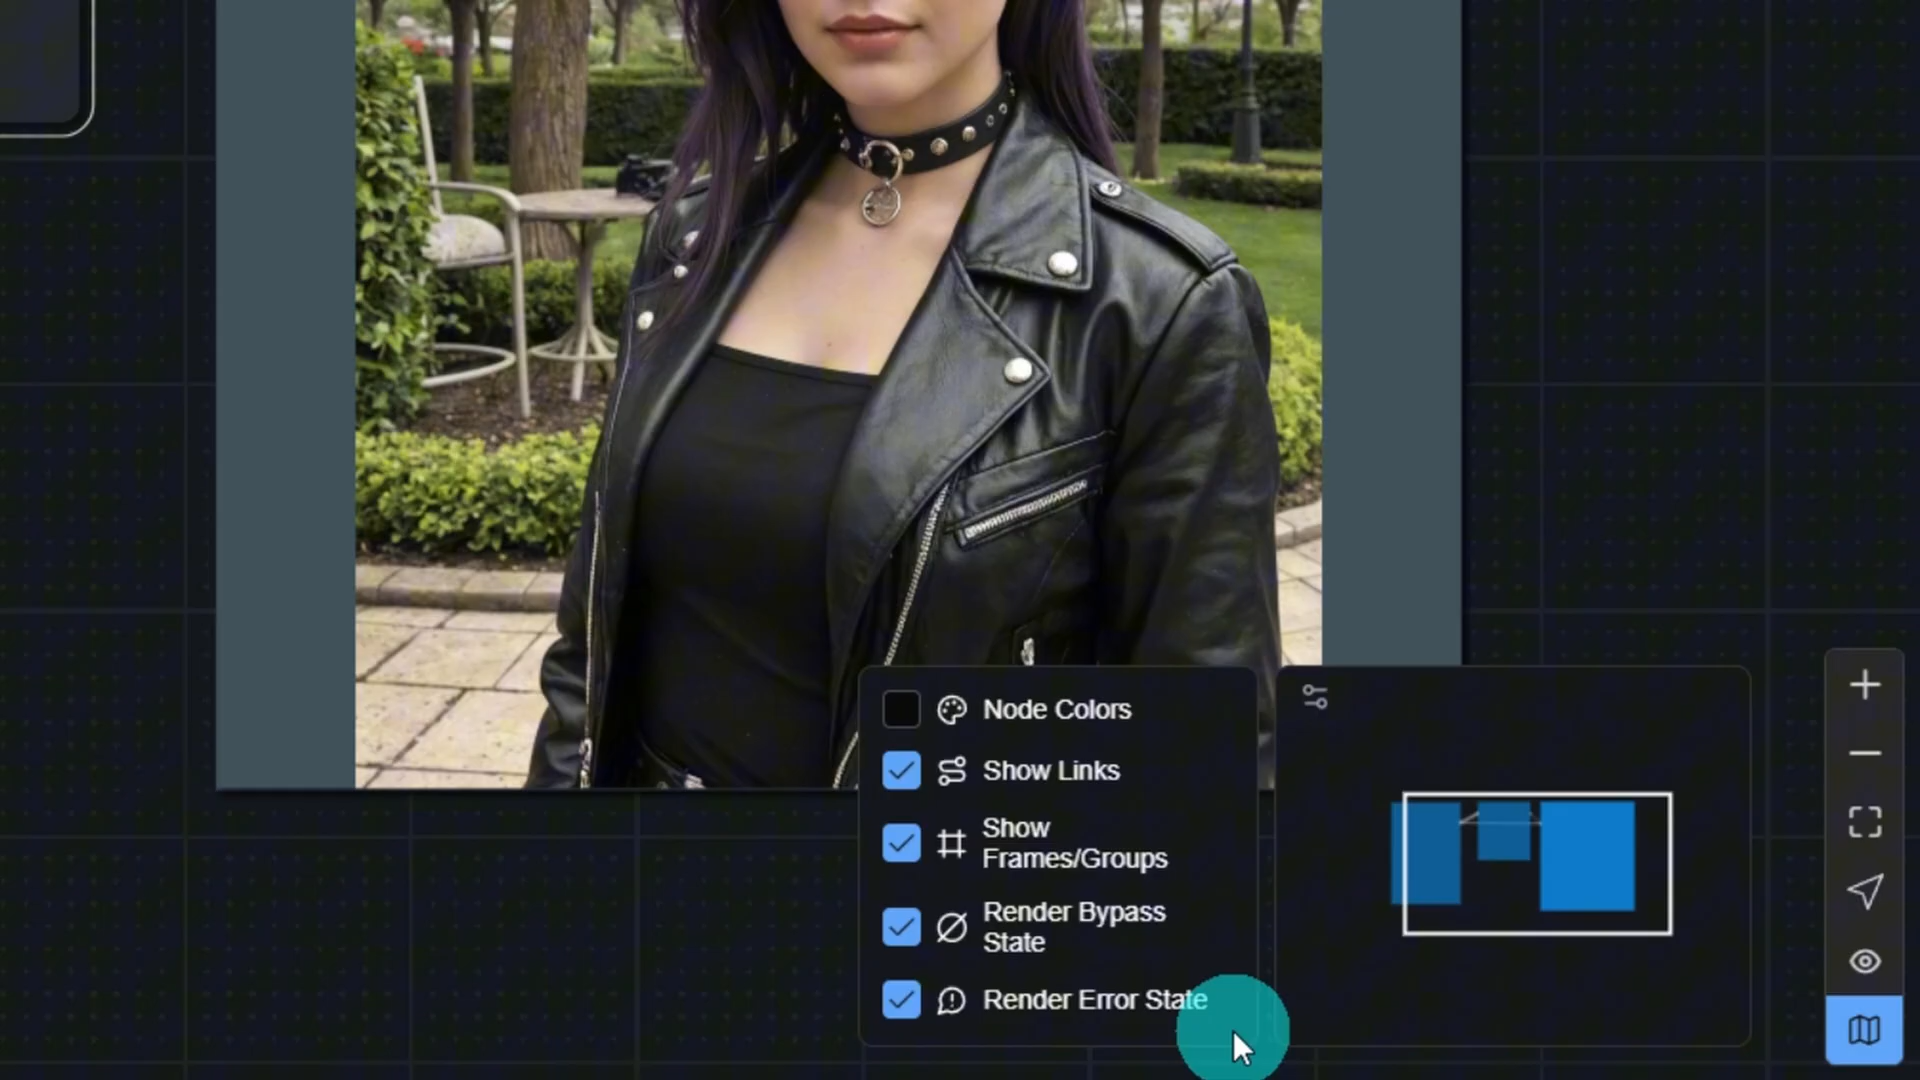 Node Colors
Show Links
Show
Frames/Groups
Render Bypass
State
Render Error State